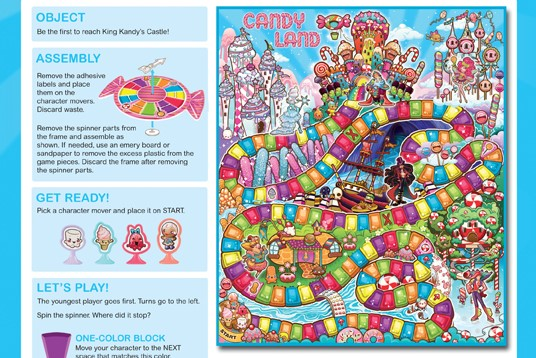 OBJECT
Be the first to reach King Kandy's Castle!
ASSEMBLY
Remove the adhesive
labels and place
them on the
character movers.
Discard waste.
Remove the spinner parts
from the frame and assemble as
shown. If needed, use an emery board or
sandpaper to remove the excess plastic from the
game pieces. Discard the frame after removing
the spinner parts.
GET READY!
Pick a character mover and place it on START.
LET'S PLAY!
The youngest player goes first. Turns go to the left.
Spin the spinner. Where did it stop?
ONE-COLOR BLOCK
Move your character to the NEXT
space that matches this color.
CANDY
LAND
START